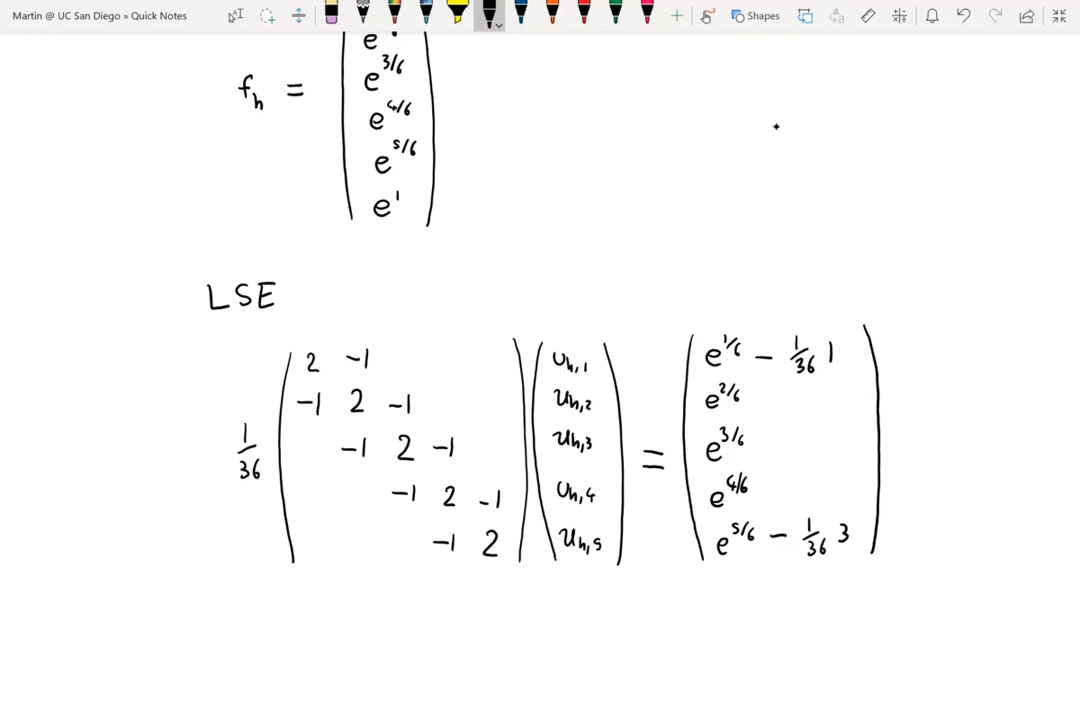 Martin @ UC San Diego » Quick Notes
Shapes
f_h = ( e^{3/6}
e^{4/6}
e^{5/6}
e^1 )
LSE
1/36
2 -1
-1 2 -1
-1 2 -1
-1 2 -1
-1 2
u_{h,1}
u_{h,2}
u_{h,3}
u_{h,4}
u_{h,5}
=
e^{1/6} - 1/36 1
e^{2/6}
e^{3/6}
e^{4/6}
e^{5/6} - 1/36 3